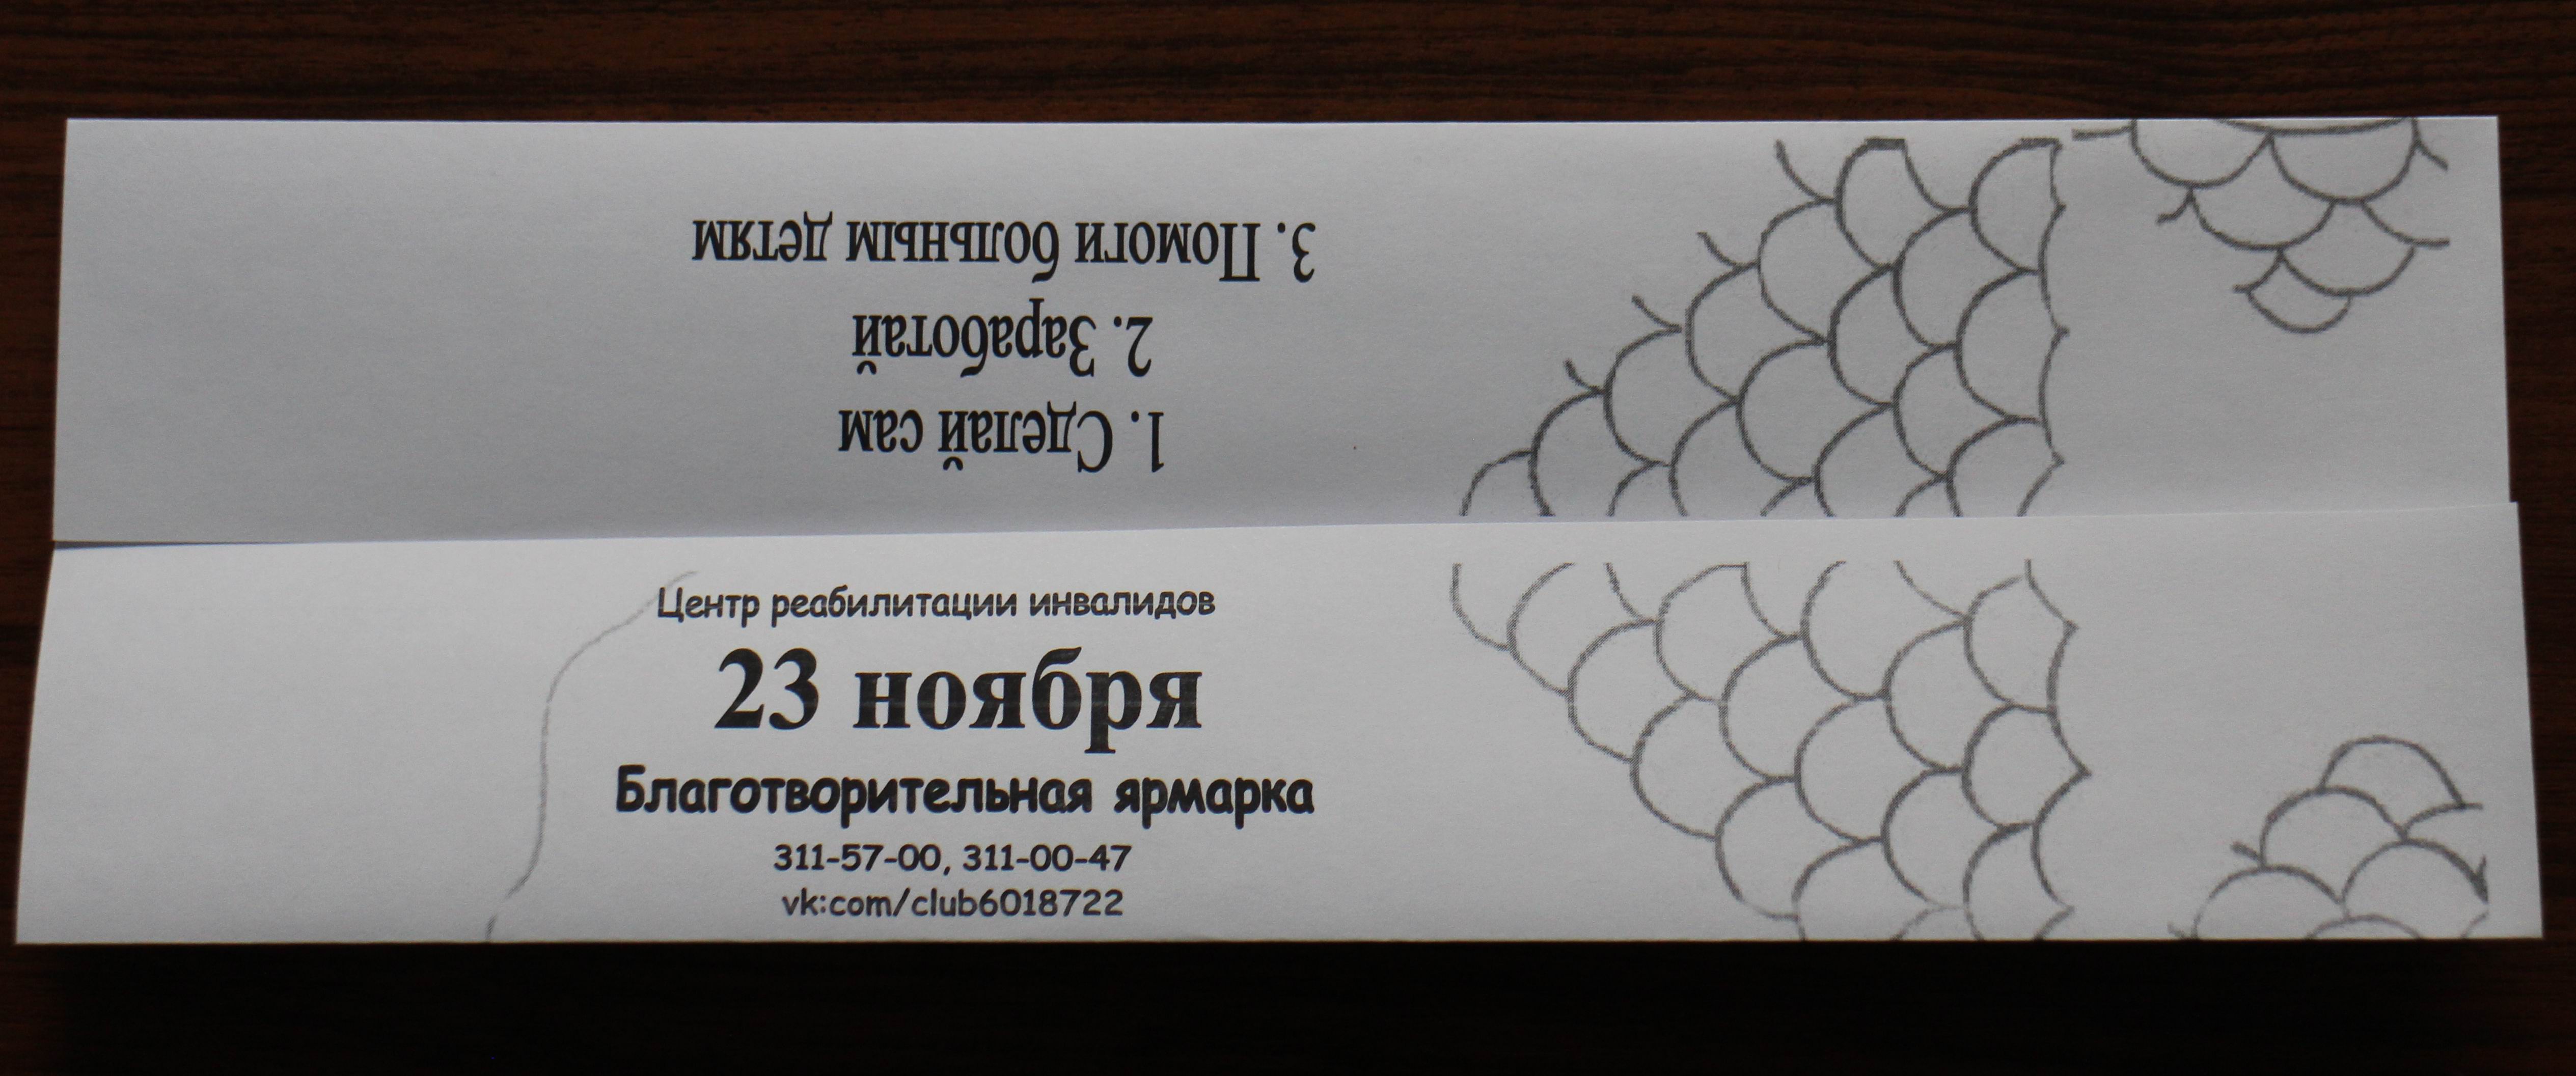 1. Сделай сам
2. Заработай
3. Помоги больным детям
Центр реабилитации инвалидов
23 ноября
Благотворительная ярмарка
311-57-00, 311-00-47
vk:com/club6018722